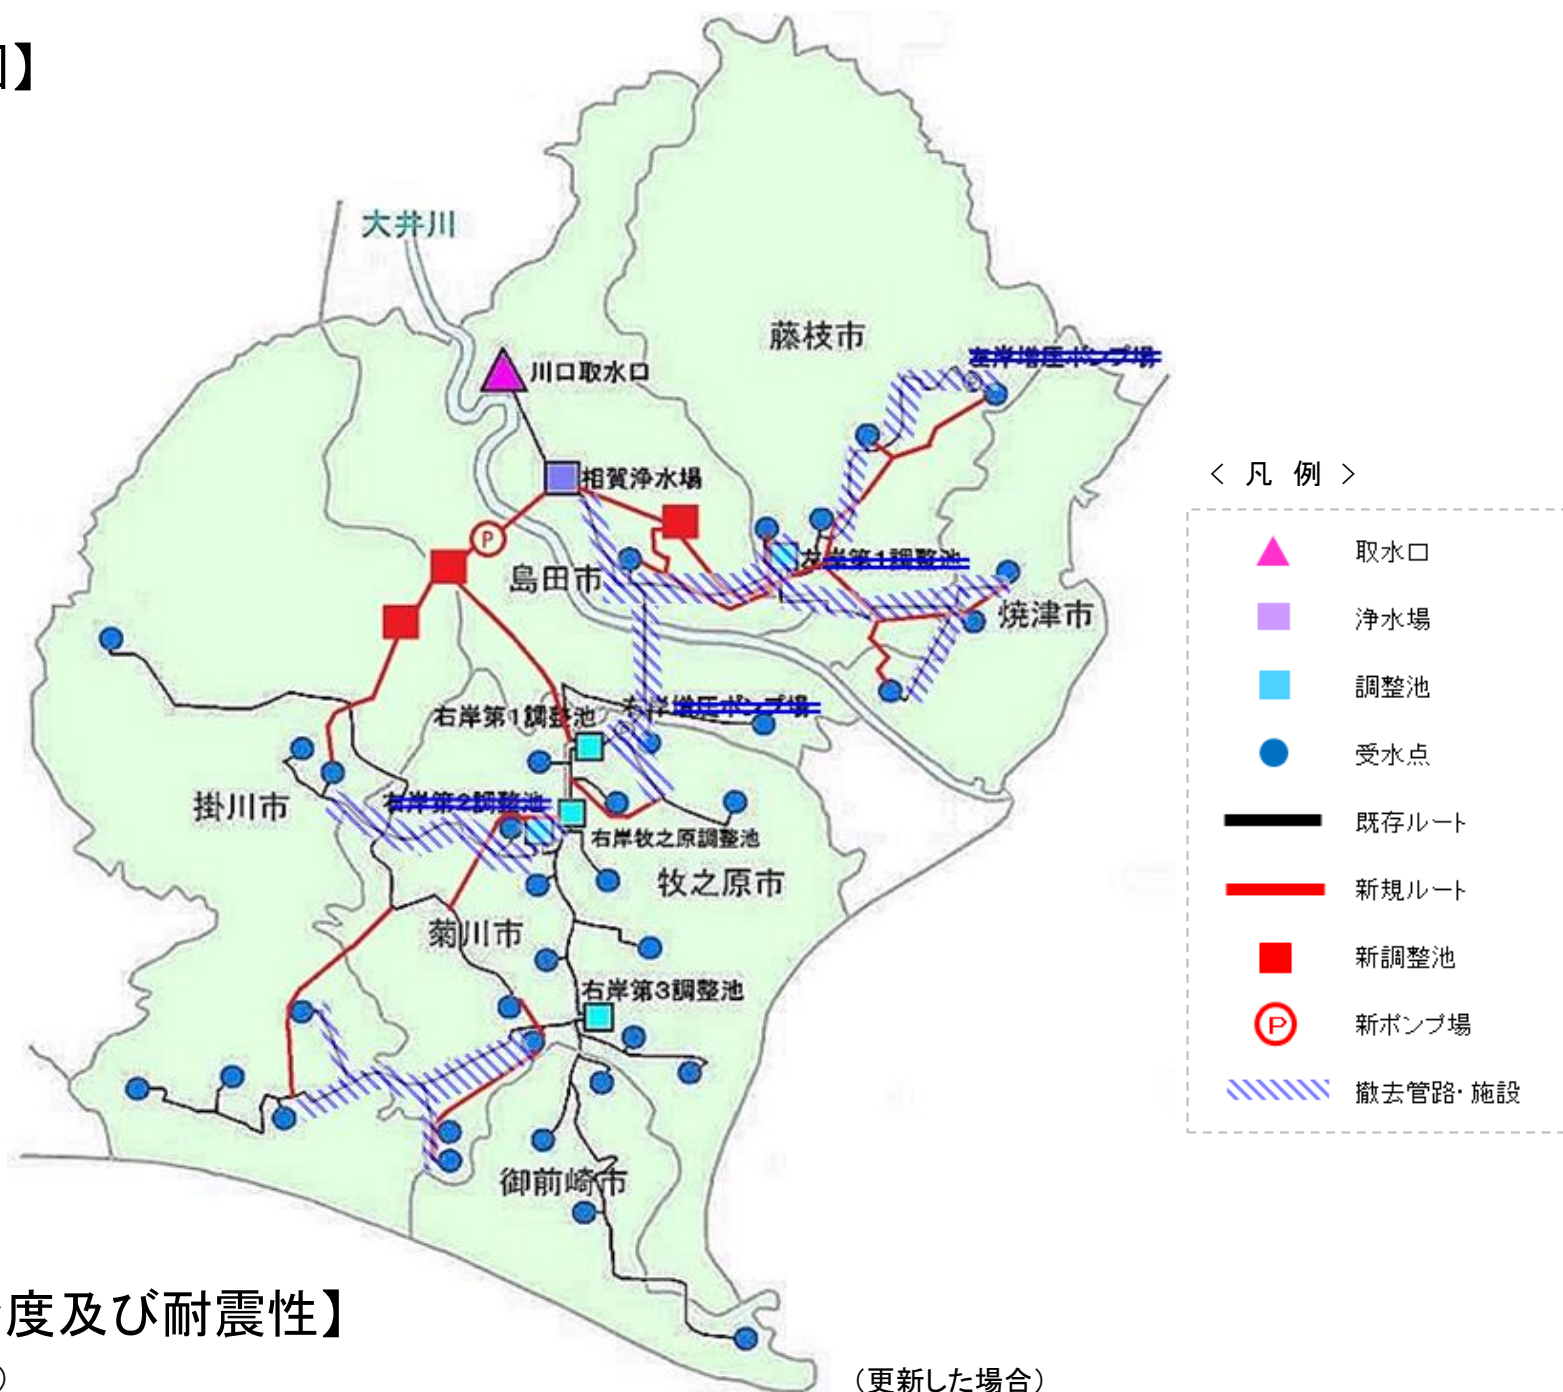 】
大井川
藤枝市
左岸増圧ポンプ場
川口取水口
相賀浄水場
P
左岸第1調整池
島田市
焼津市
右岸第1調整池
右岸増圧ポンプ場
掛川市
右岸第2調整池
右岸牧之原調整池
牧之原市
菊川市
右岸第3調整池
御前崎市
＜ 凡 例 ＞
取水口
浄水場
調整池
受水点
既存ルート
新規ルート
新調整池
P 新ポンプ場
撤去管路・施設
度及び耐震性】
）
（更新した場合）